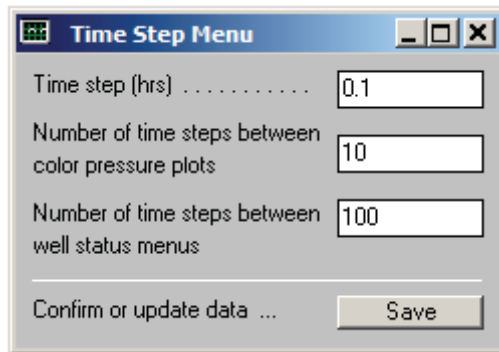 Time Step Menu
Time step (hrs) . . . . . . . . . . . 0.1
Number of time steps between
color pressure plots 10
Number of time steps between
well status menus 100
Confirm or update data ... Save